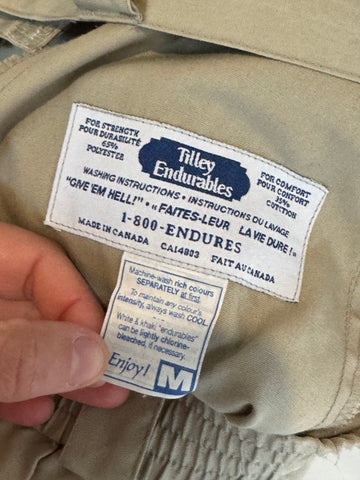 FOR STRENGTH
POUR DURABILITÉ
65%
POLYESTER
Tilley
Endurables
FOR COMFORT
POUR CONFORT
35%
COTTON
WASHING INSTRUCTIONS • INSTRUCTIONS DU LAVAGE
"GIVE 'EM HELL!" • « FAITES-LEUR LA VIE DURE! »
1-800-ENDURES
MADE IN CANADA CA14803 FAIT AU CANADA
Machine-wash rich colours
SEPARATELY at first.
To maintain any colour's
intensity, always wash COOL.
White & khaki "endurables"
can be lightly chlorine-
bleached, if necessary.
Enjoy!
M